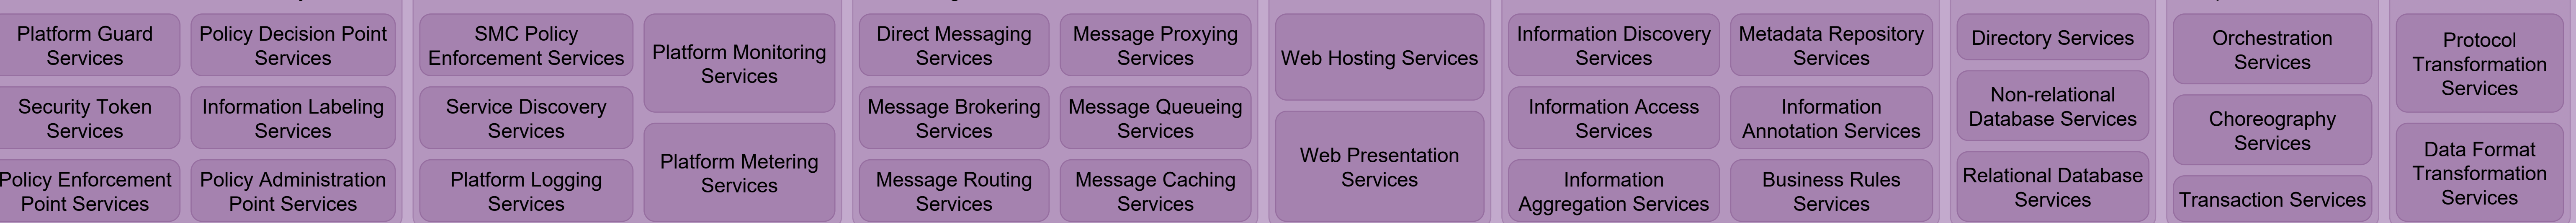 Platform Guard
Services
Policy Decision Point
Services
Security Token
Services
Information Labeling
Services
Policy Enforcement
Point Services
Policy Administration
Point Services
SMC Policy
Enforcement Services
Service Discovery
Services
Platform Logging
Services
Platform Monitoring
Services
Platform Metering
Services
Direct Messaging
Services
Message Proxying
Services
Message Brokering
Services
Message Queueing
Services
Message Routing
Services
Message Caching
Services
Web Hosting Services
Web Presentation
Services
Information Discovery
Services
Metadata Repository
Services
Information Access
Services
Information
Annotation Services
Information
Aggregation Services
Business Rules
Services
Directory Services
Non-relational
Database Services
Relational Database
Services
Orchestration
Services
Choreography
Services
Transaction Services
Protocol
Transformation
Services
Data Format
Transformation
Services